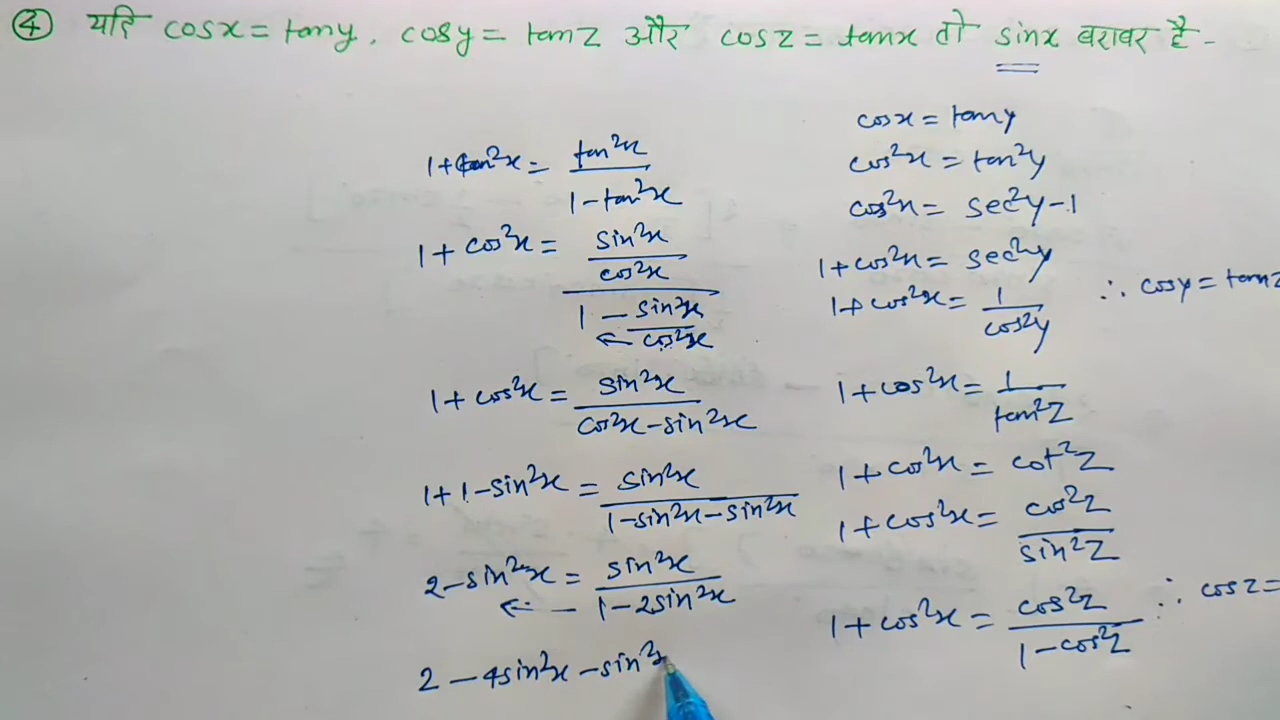 ④ यदि cosx = tany, cosy = tanz और cosz = tanx तो sinx बराबर है -
cosx = tany
cos²x = tan²y
cos²x = sec²y - 1
1 + cos²x = sec²y
1 + cos²x = 1/cos²y ∴ cosy = tanz
1 + cos²x = 1/tan²z
1 + cos²x = cot²z
1 + cos²x = cos²z/sin²z
1 + cos²x = cos²z/(1 - cos²z) ∴ cosz =
1 + tan²x = tan²x/(1 - tan²x)
1 + cos²x = (sin²x/cos²x)/(1 - sin²x/cos²x)
1 + cos²x = sin²x/(cos²x - sin²x)
1 + 1 - sin²x = sin²x/(1 - sin²x - sin²x)
2 - sin²x = sin²x/(1 - 2sin²x)
2 - 4sin²x - sin²x